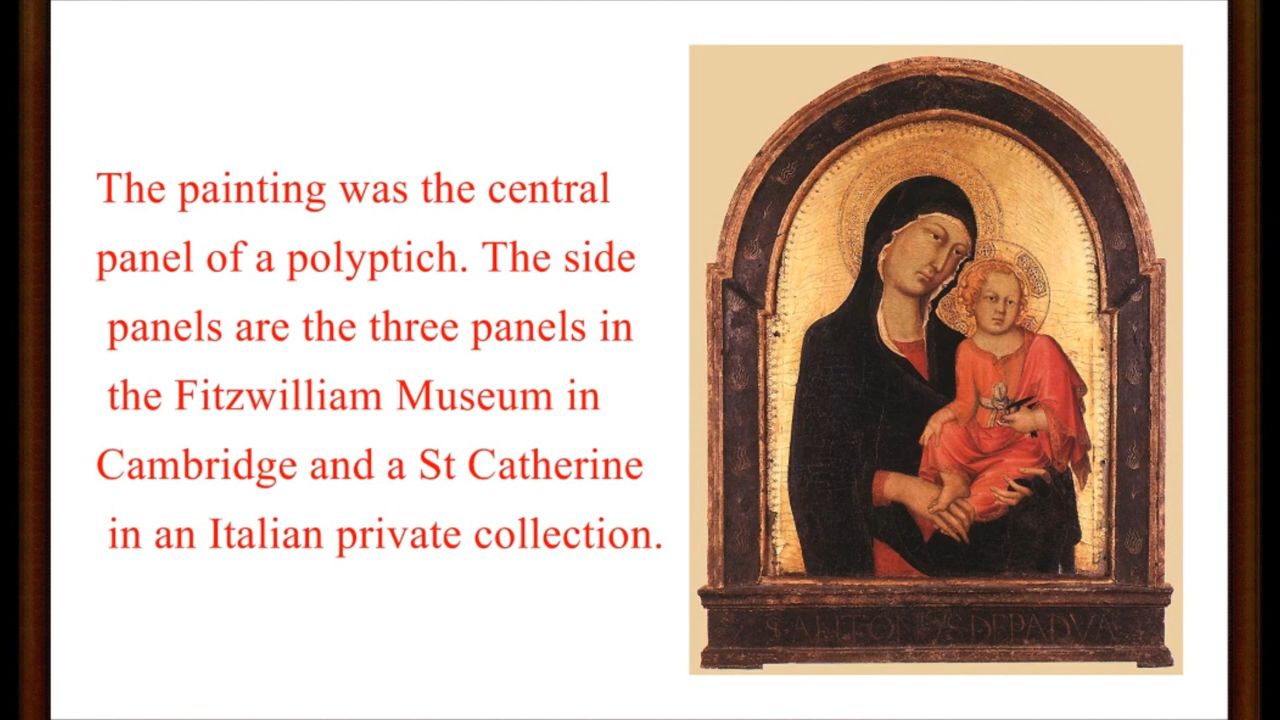 The painting was the central
panel of a polyptich. The side
panels are the three panels in
the Fitzwilliam Museum in
Cambridge and a St Catherine
in an Italian private collection.
DEPADVA